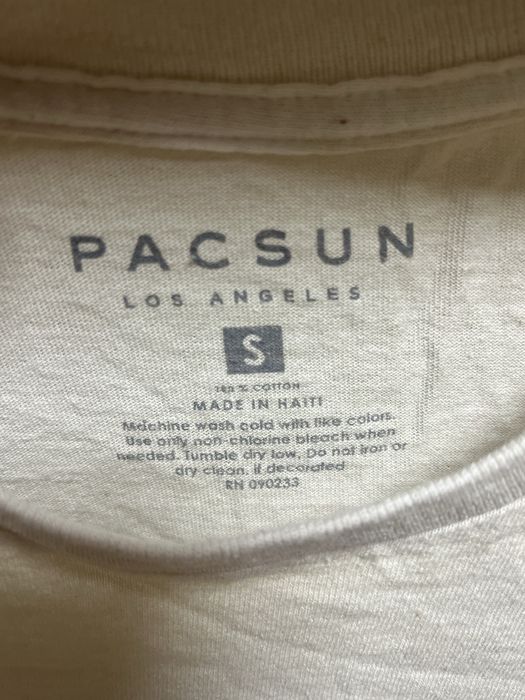 PACSUN
LOS ANGELES
S
100% COTTON
MADE IN HAITI
Machine wash cold with like colors.
Use only non-chlorine bleach when
needed. Tumble dry low. Do not iron or
dry clean, if decorated
RN 090233